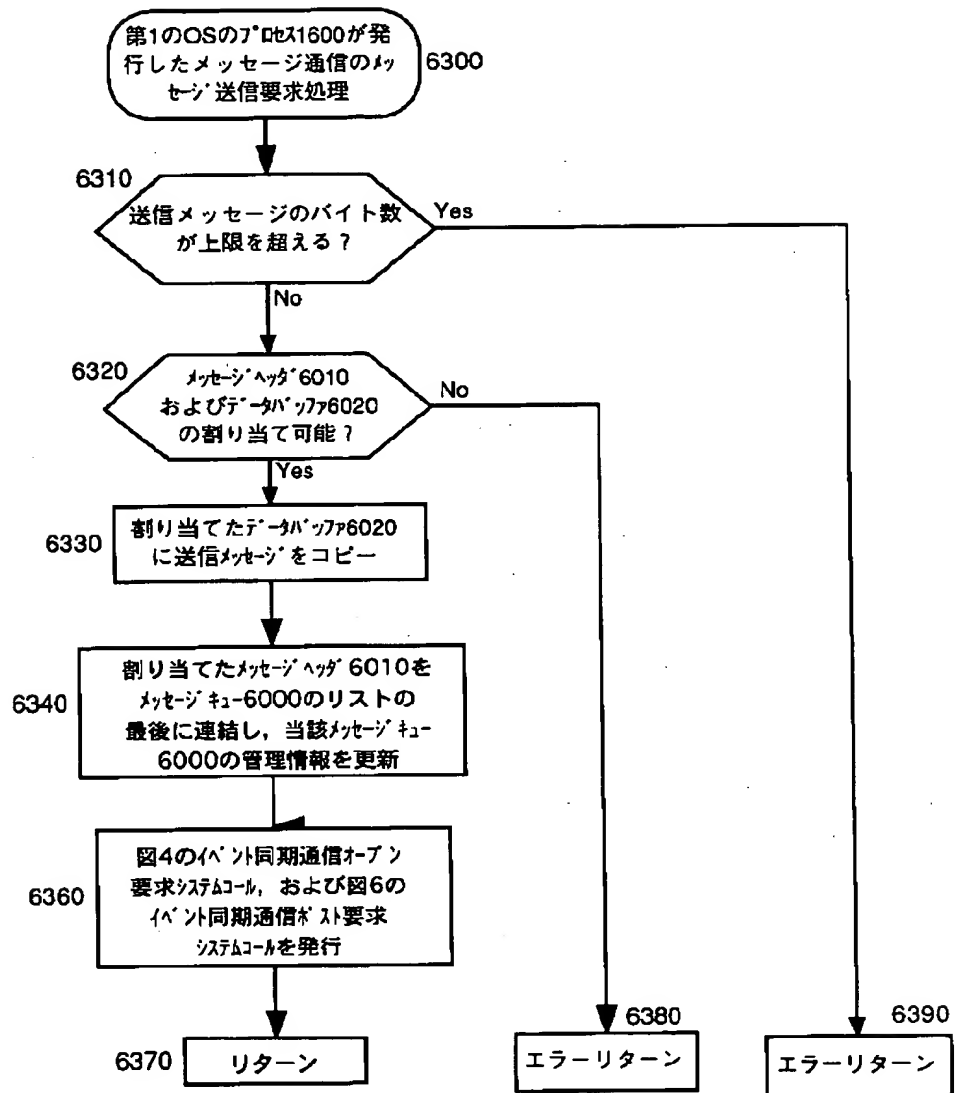 第1のOSのプロセス1600が発
行したメッセージ通信のメッ
セージ送信要求処理
6300
6310
送信メッセージのバイト数
が上限を超える？
Yes
No
6320
メッセージヘッダ6010
およびデータバッファ6020
の割り当て可能？
No
Yes
6330
割り当てたデータバッファ6020
に送信メッセージをコピー
6340
割り当てたメッセージヘッダ6010を
メッセージキュー6000のリストの
最後に連結し，当該メッセージキュー
6000の管理情報を更新
6360
図4のイベント同期通信オープン
要求システムコール，および図6の
イベント同期通信ポスト要求
システムコールを発行
6370
リターン
6380
エラーリターン
6390
エラーリターン